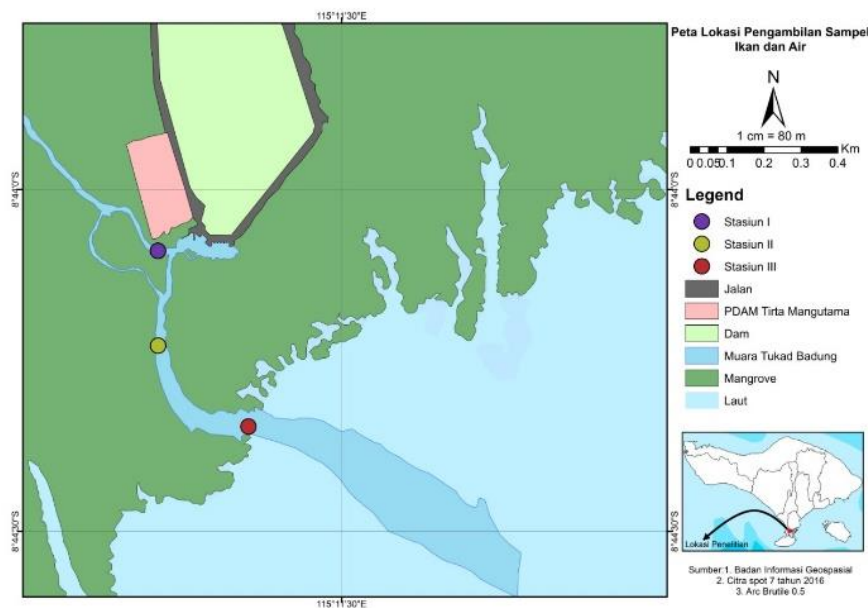 115°11'30"E
Peta Lokasi Pengambilan Sampel
Ikan dan Air
N
1 cm = 80 m
Km
0 0.05 0.1 0.2 0.3 0.4
8°44'0"S
8°44'0"S
Legend
Stasiun I
Stasiun II
Stasiun III
Jalan
PDAM Tirta Mangutama
Dam
Muara Tukad Badung
Mangrove
Laut
8°44'30"S
8°44'30"S
Lokasi Penelitian
115°11'30"E
Sumber:1. Badan Informasi Geospasial
2. Citra spot 7 tahun 2016
3. Arc Brutile 0.5